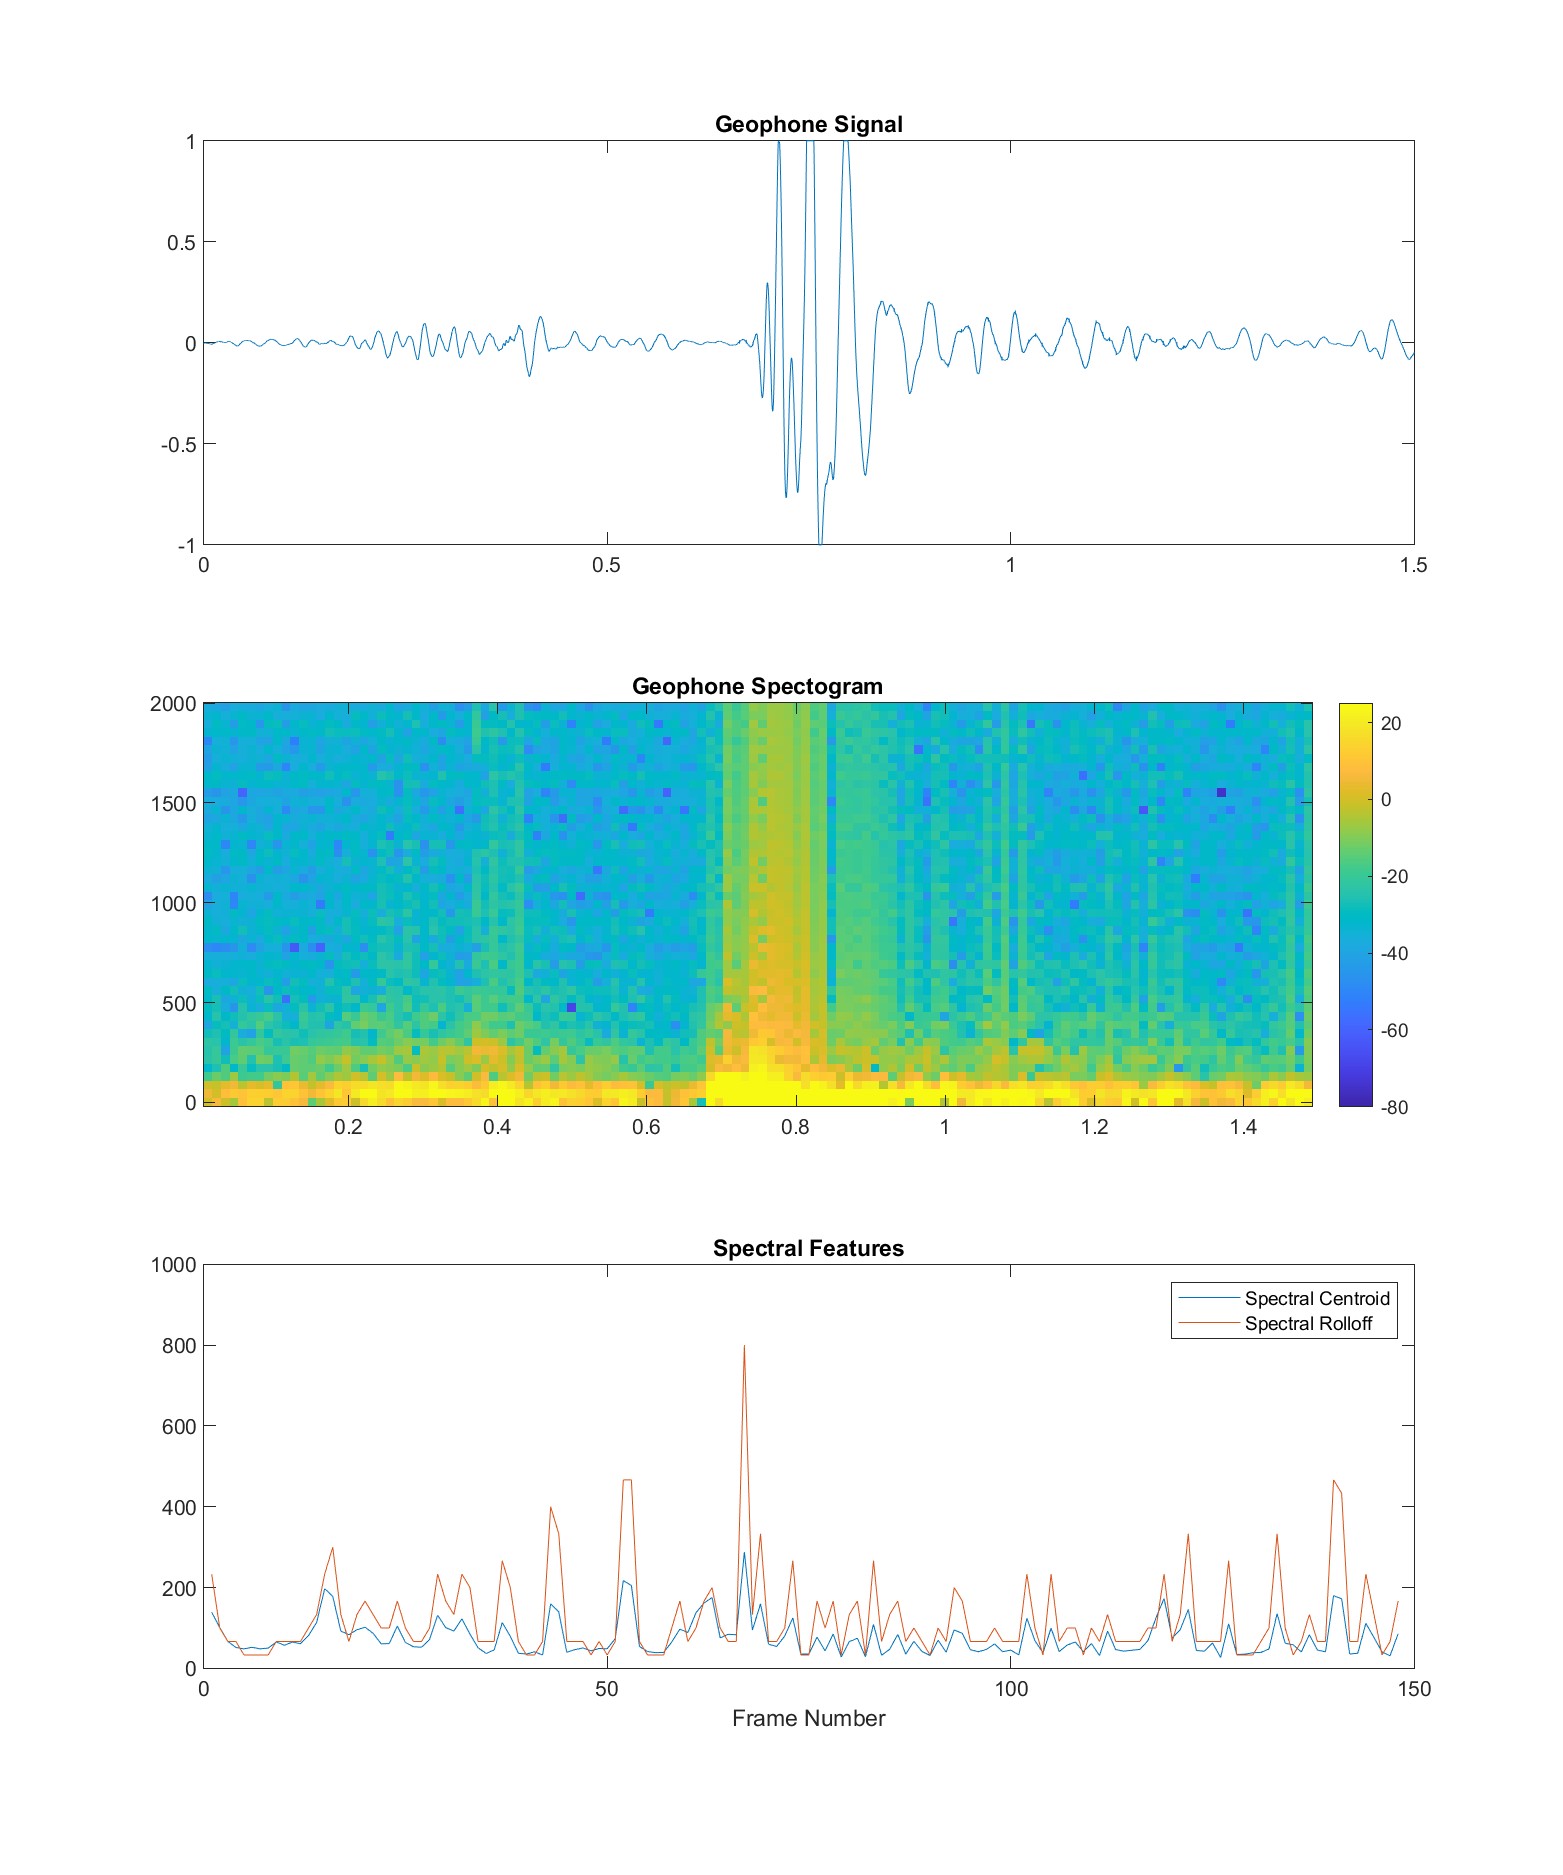 Geophone Signal
1
0.5
0
-0.5
-1
0 0.5 1 1.5
Geophone Spectogram
2000
1500
1000
500
0
0.2 0.4 0.6 0.8 1 1.2 1.4
20
0
-20
-40
-60
-80
Spectral Features
1000
800
600
400
200
0
0 50 100 150
Frame Number
Spectral Centroid
Spectral Rolloff